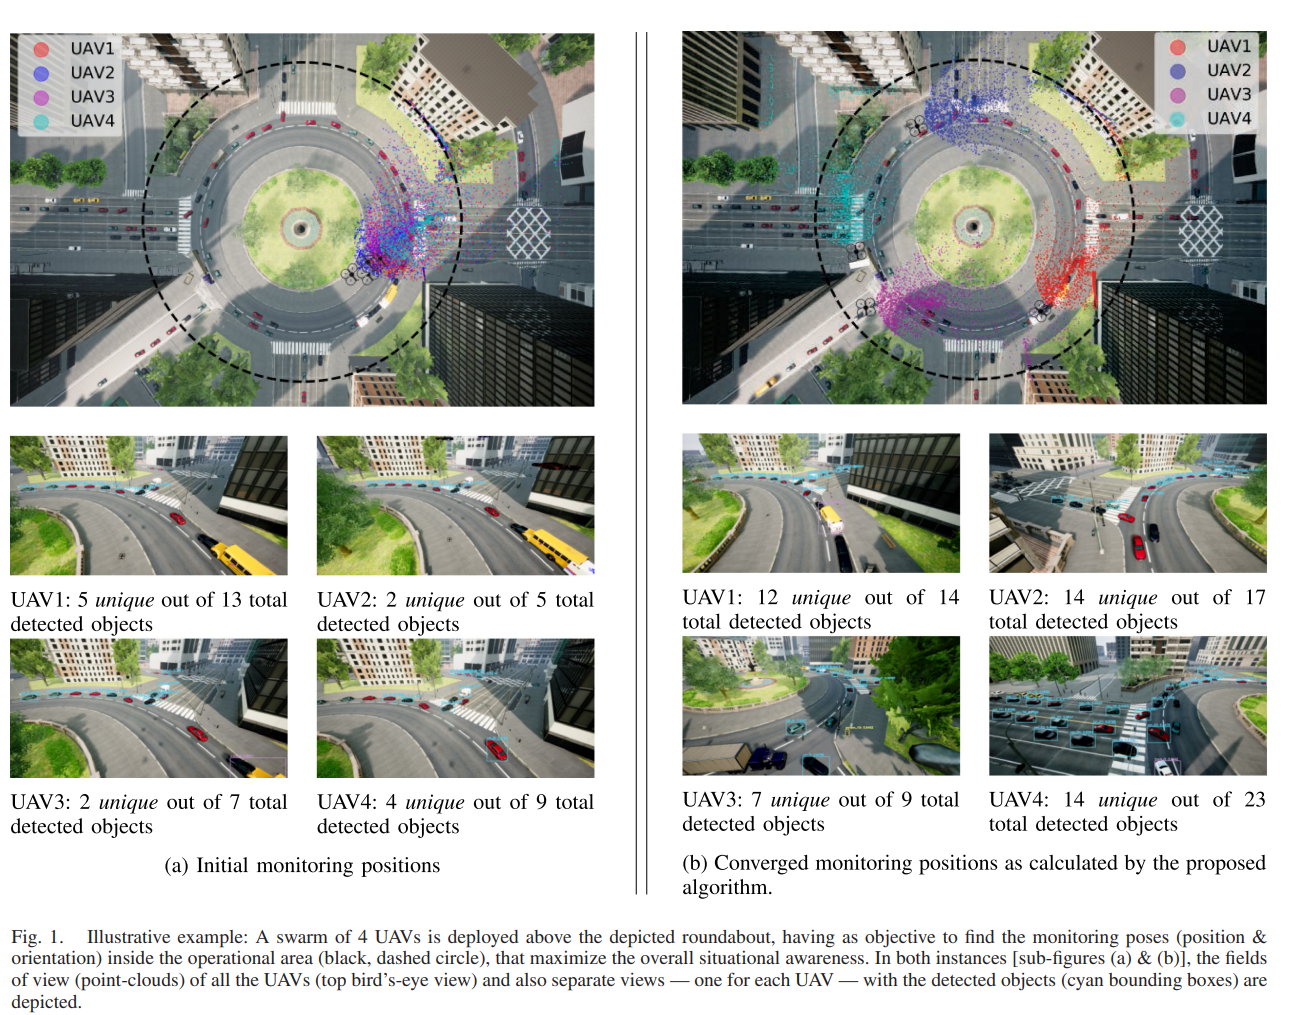 UAV1
UAV2
UAV3
UAV4
UAV1
UAV2
UAV3
UAV4
UAV1: 5 unique out of 13 total
detected objects
UAV2: 2 unique out of 5 total
detected objects
UAV3: 2 unique out of 7 total
detected objects
UAV4: 4 unique out of 9 total
detected objects
(a) Initial monitoring positions
UAV1: 12 unique out of 14
total detected objects
UAV2: 14 unique out of 17
total detected objects
UAV3: 7 unique out of 9 total
detected objects
UAV4: 14 unique out of 23
total detected objects
(b) Converged monitoring positions as calculated by the proposed
algorithm.
Fig. 1. Illustrative example: A swarm of 4 UAVs is deployed above the depicted roundabout, having as objective to find the monitoring poses (position &
orientation) inside the operational area (black, dashed circle), that maximize the overall situational awareness. In both instances [sub-figures (a) & (b)], the fields
of view (point-clouds) of all the UAVs (top bird's-eye view) and also separate views — one for each UAV — with the detected objects (cyan bounding boxes) are
depicted.